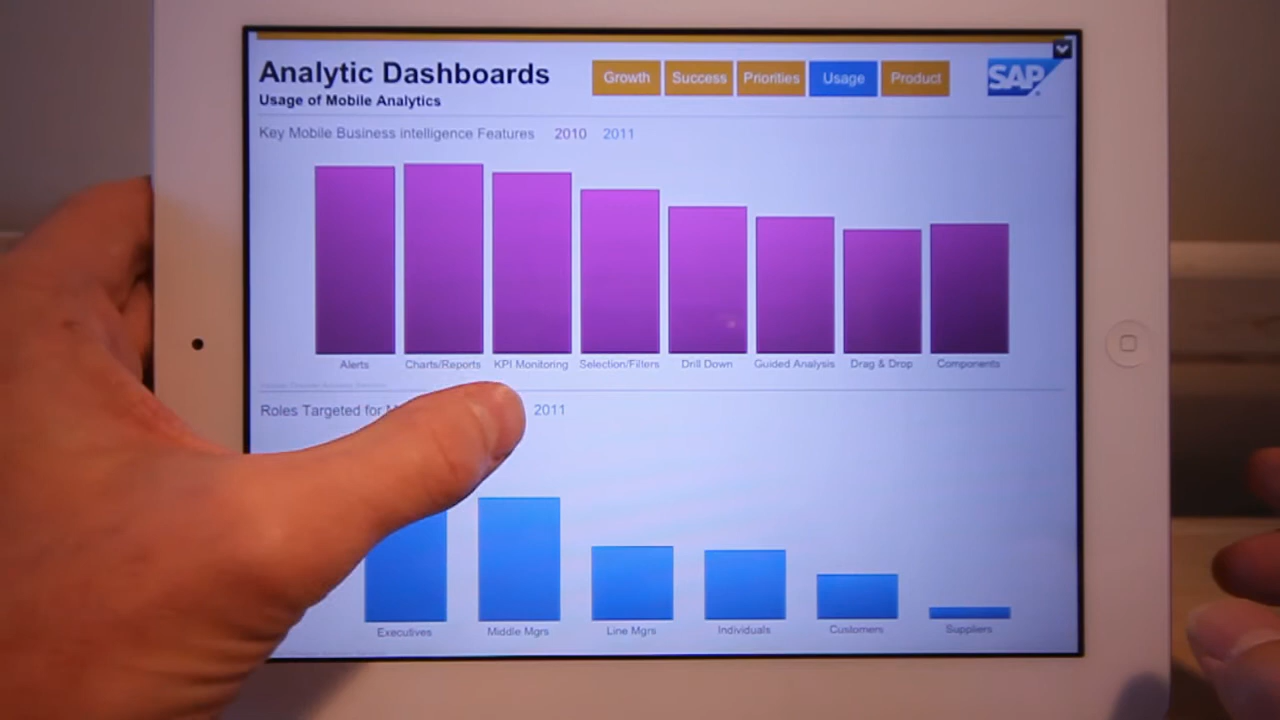 Analytic Dashboards
Growth
Success
Priorities
Usage
Product
SAP
Usage of Mobile Analytics
Key Mobile Business intelligence Features 2010 2011
Alerts
Charts/Reports
KPI Monitoring
Selection/Filters
Drill Down
Guided Analysis
Drag & Drop
Components
Roles Targeted for
2011
Executives
Middle Mgrs
Line Mgrs
Individuals
Customers
Suppliers